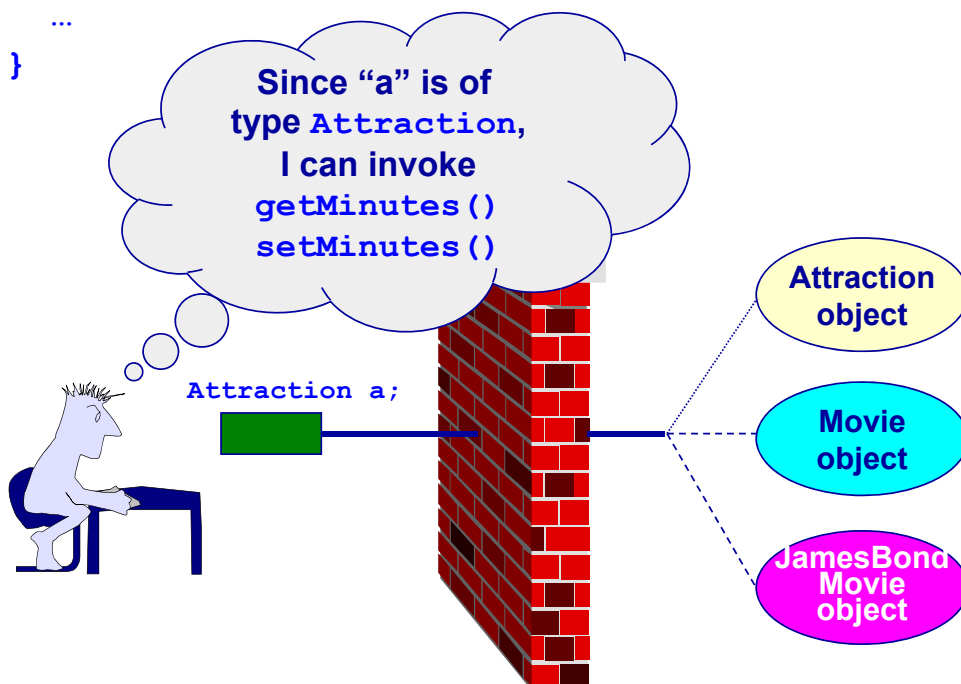 ...
}
Since “a” is of
type Attraction,
I can invoke
getMinutes()
setMinutes()
Attraction a;
Attraction
object
Movie
object
JamesBond
Movie
object